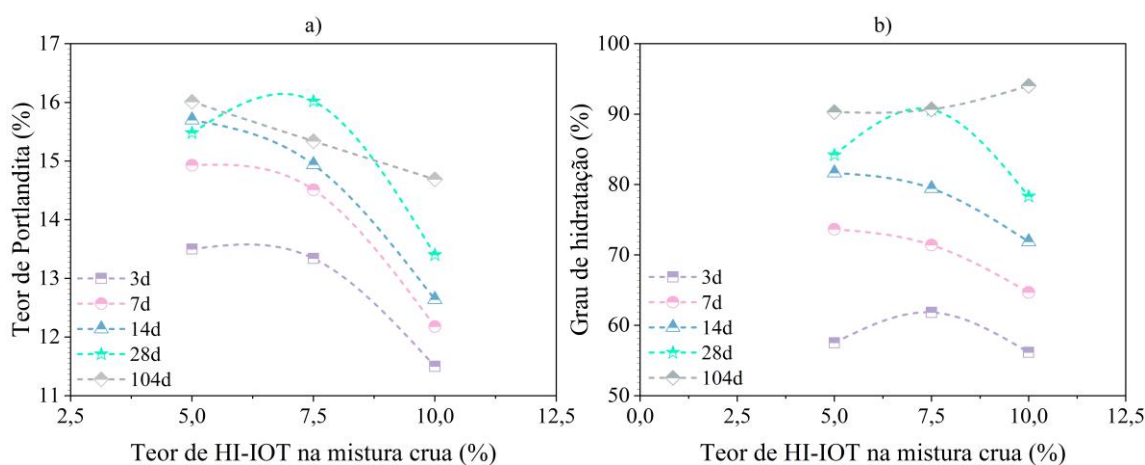 a)
Teor de Portlandita (%)
17
16
15
14
13
12
11
3d
7d
14d
28d
104d
2,5
5,0
7,5
10,0
12,5
Teor de HI-IOT na mistura crua (%)
b)
Grau de hidratação (%)
100
90
80
70
60
50
3d
7d
14d
28d
104d
0,0
2,5
5,0
7,5
10,0
12,5
Teor de HI-IOT na mistura crua (%)